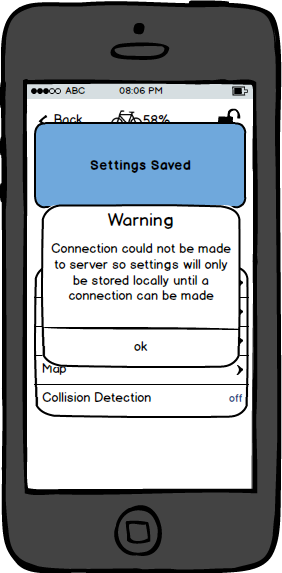 ABC 08:06 PM
Back 58%
Settings Saved
Warning
Connection could not be made
to server so settings will only
be stored locally until a
connection can be made
ok
Map
Collision Detection off